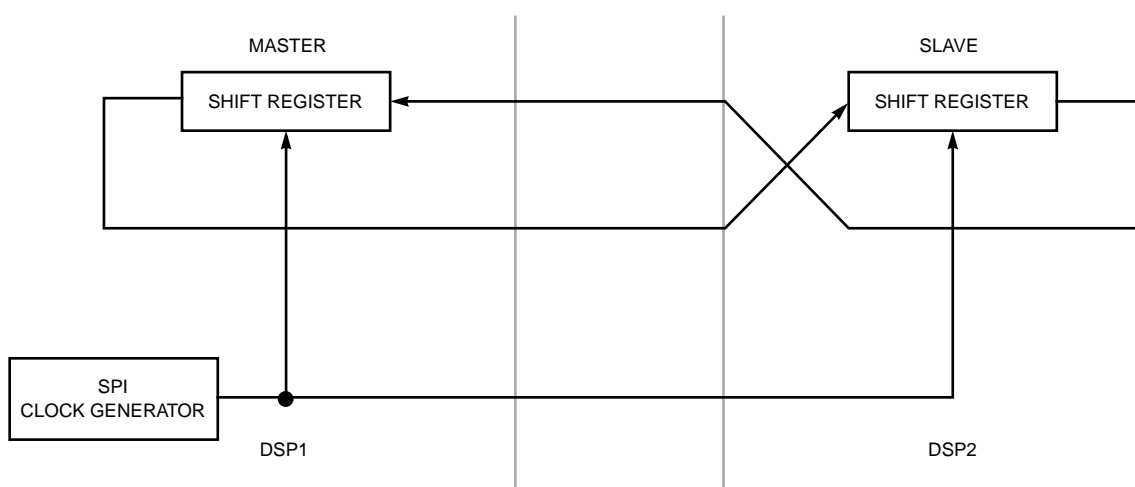 MASTER
SLAVE
SHIFT REGISTER
SHIFT REGISTER
SPI
CLOCK GENERATOR
DSP1
DSP2